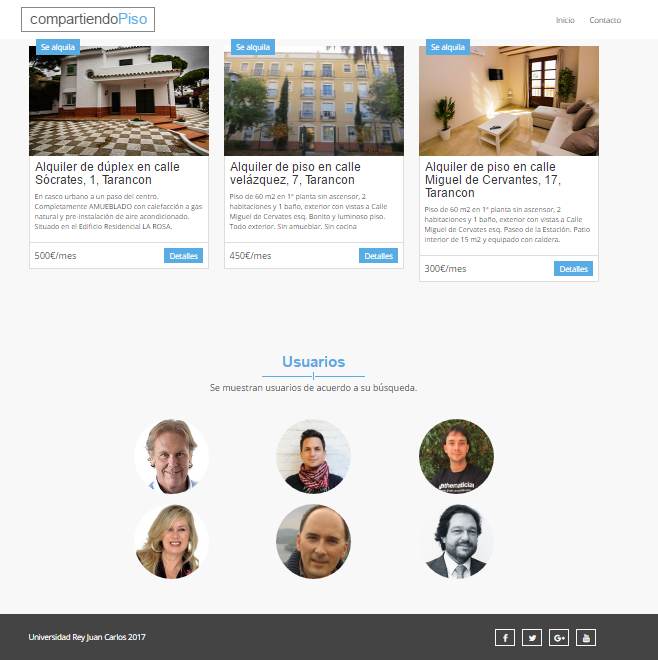 compartiendoPiso
Inicio Contacto
Se alquila
Se alquila
Se alquila
Alquiler de dúplex en calle
Sócrates, 1, Tarancon
En casco urbano a un paso del centro.
Completamente AMUEBLADO con calefacción a gas
natural y pre-instalación de aire acondicionado.
Situado en el Edificio Residencial LA ROSA.
500€/mes
Detalles
Alquiler de piso en calle
velázquez, 7, Tarancon
Piso de 60 m2 en 1ª planta sin ascensor, 2
habitaciones y 1 baño, exterior con vistas a Calle
Miguel de Cervates esq. Bonito y luminoso piso.
Todo exterior. Sin amueblar. Sin cocina
450€/mes
Detalles
Alquiler de piso en calle
Miguel de Cervantes, 17,
Tarancon
Piso de 60 m2 en 1ª planta sin ascensor, 2
habitaciones y 1 baño, exterior con vistas a Calle
Miguel de Cervates esq. Paseo de la Estación. Patio
interior de 15 m2 y equipado con caldera.
300€/mes
Detalles
Usuarios
Se muestran usuarios de acuerdo a su búsqueda.
Universidad Rey Juan Carlos 2017